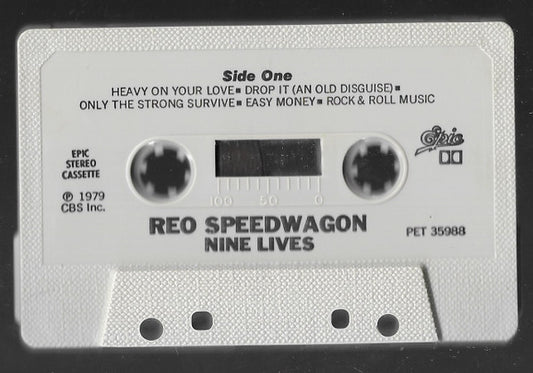 Side One
HEAVY ON YOUR LOVE ■ DROP IT (AN OLD DISGUISE) ■
ONLY THE STRONG SURVIVE ■ EASY MONEY ■ ROCK & ROLL MUSIC
EPIC
STEREO
CASSETTE
℗ 1979
CBS Inc.
Epic
100 50 0
REO SPEEDWAGON
NINE LIVES
PET 35988